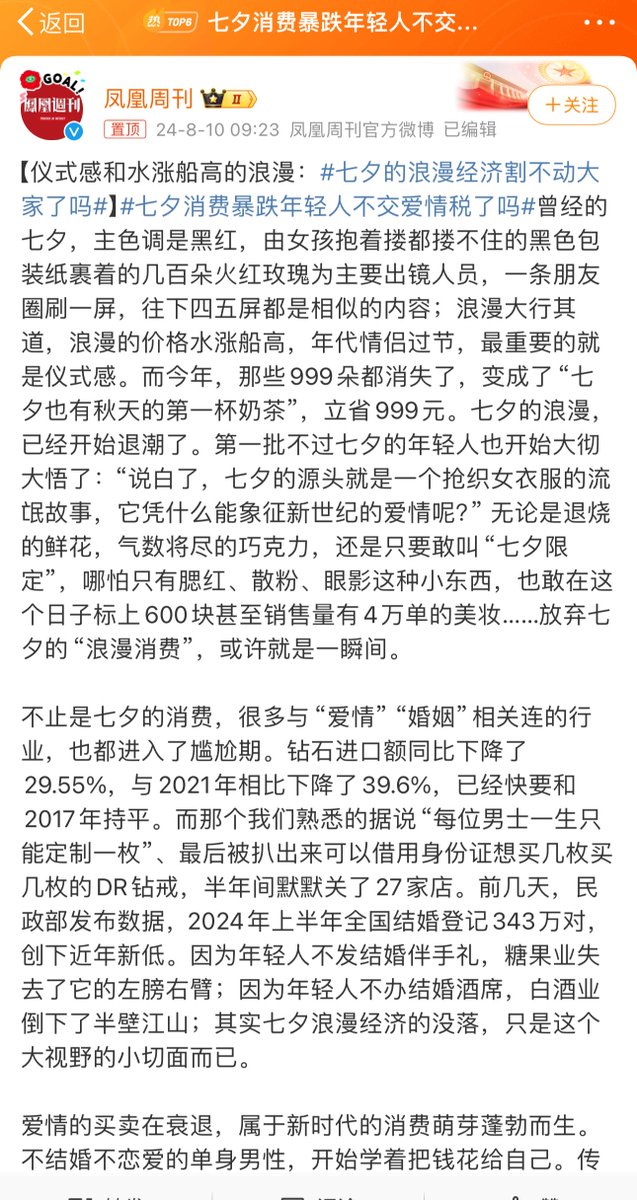 返回
热 TOP6
七夕消费暴跌年轻人不交...
GOAL!
鳳凰週刊
凤凰周刊
II
+关注
置顶 24-8-10 09:23 凤凰周刊官方微博 已编辑
【仪式感和水涨船高的浪漫：#七夕的浪漫经济割不动大
家了吗#】#七夕消费暴跌年轻人不交爱情税了吗#曾经的
七夕，主色调是黑红，由女孩抱着搂都搂不住的黑色包
装纸裹着的几百朵火红玫瑰为主要出镜人员，一条朋友
圈刷一屏，往下四五屏都是相似的内容；浪漫大行其
道，浪漫的价格水涨船高，年代情侣过节，最重要的就
是仪式感。而今年，那些999朵都消失了，变成了“七
夕也有秋天的第一杯奶茶”，立省999元。七夕的浪漫，
已经开始退潮了。第一批不过七夕的年轻人也开始大彻
大悟了：“说白了，七夕的源头就是一个抢织女衣服的流
氓故事，它凭什么能象征新世纪的爱情呢？”无论是退烧
的鲜花，气数将尽的巧克力，还是只要敢叫“七夕限
定”，哪怕只有腮红、散粉、眼影这种小东西，也敢在这
个日子标上600块甚至销售量有4万单的美妆......放弃七
夕的“浪漫消费”，或许就是一瞬间。
不止是七夕的消费，很多与“爱情”“婚姻”相关连的行
业，也都进入了尴尬期。钻石进口额同比下降了
29.55%，与2021年相比下降了39.6%，已经快要和
2017年持平。而那个我们熟悉的据说“每位男士一生只
能定制一枚”、最后被扒出来可以借用身份证想买几枚买
几枚的DR钻戒，半年间默默关了27家店。前几天，民
政部发布数据，2024年上半年全国结婚登记343万对，
创下近年新低。因为年轻人不发结婚伴手礼，糖果业失
去了它的左膀右臂；因为年轻人不办结婚酒席，白酒业
倒下了半壁江山；其实七夕浪漫经济的没落，只是这个
大视野的小切面而已。
爱情的买卖在衰退，属于新时代的消费萌芽蓬勃而生。
不结婚不恋爱的单身男性，开始学着把钱花给自己。传